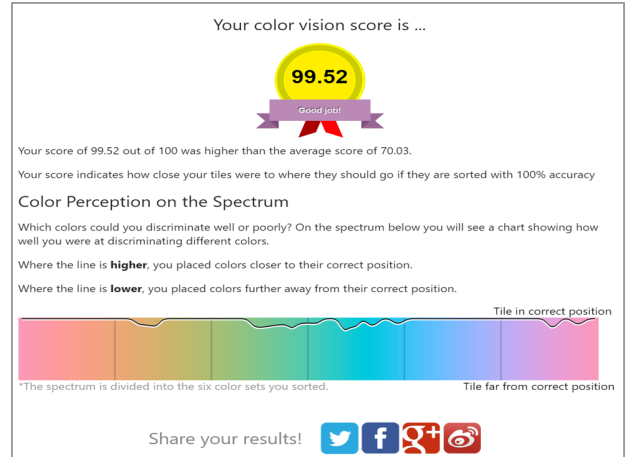 Your color vision score is ...
99.52
Good job!
Your score of 99.52 out of 100 was higher than the average score of 70.03.
Your score indicates how close your tiles were to where they should go if they are sorted with 100% accuracy
Color Perception on the Spectrum
Which colors could you discriminate well or poorly? On the spectrum below you will see a chart showing how
well you were at discriminating different colors.
Where the line is higher, you placed colors closer to their correct position.
Where the line is lower, you placed colors further away from their correct position.
Tile in correct position
*The spectrum is divided into the six color sets you sorted.
Tile far from correct position
Share your results!
f
g+